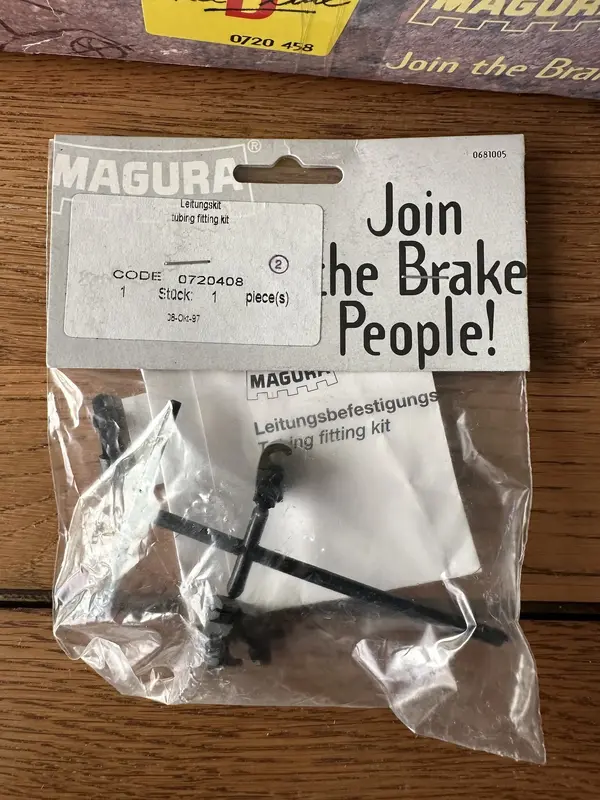 0720 458
MAGURA
Join the Bra
MAGURA®
0681005
Leitungskit
tubing fitting kit
2
CODE 0720408
1 Stück: 1 piece(s)
08-Okt-97
Join
the Brake
People!
MAGURA
Leitungsbefestigungs
Tubing fitting kit